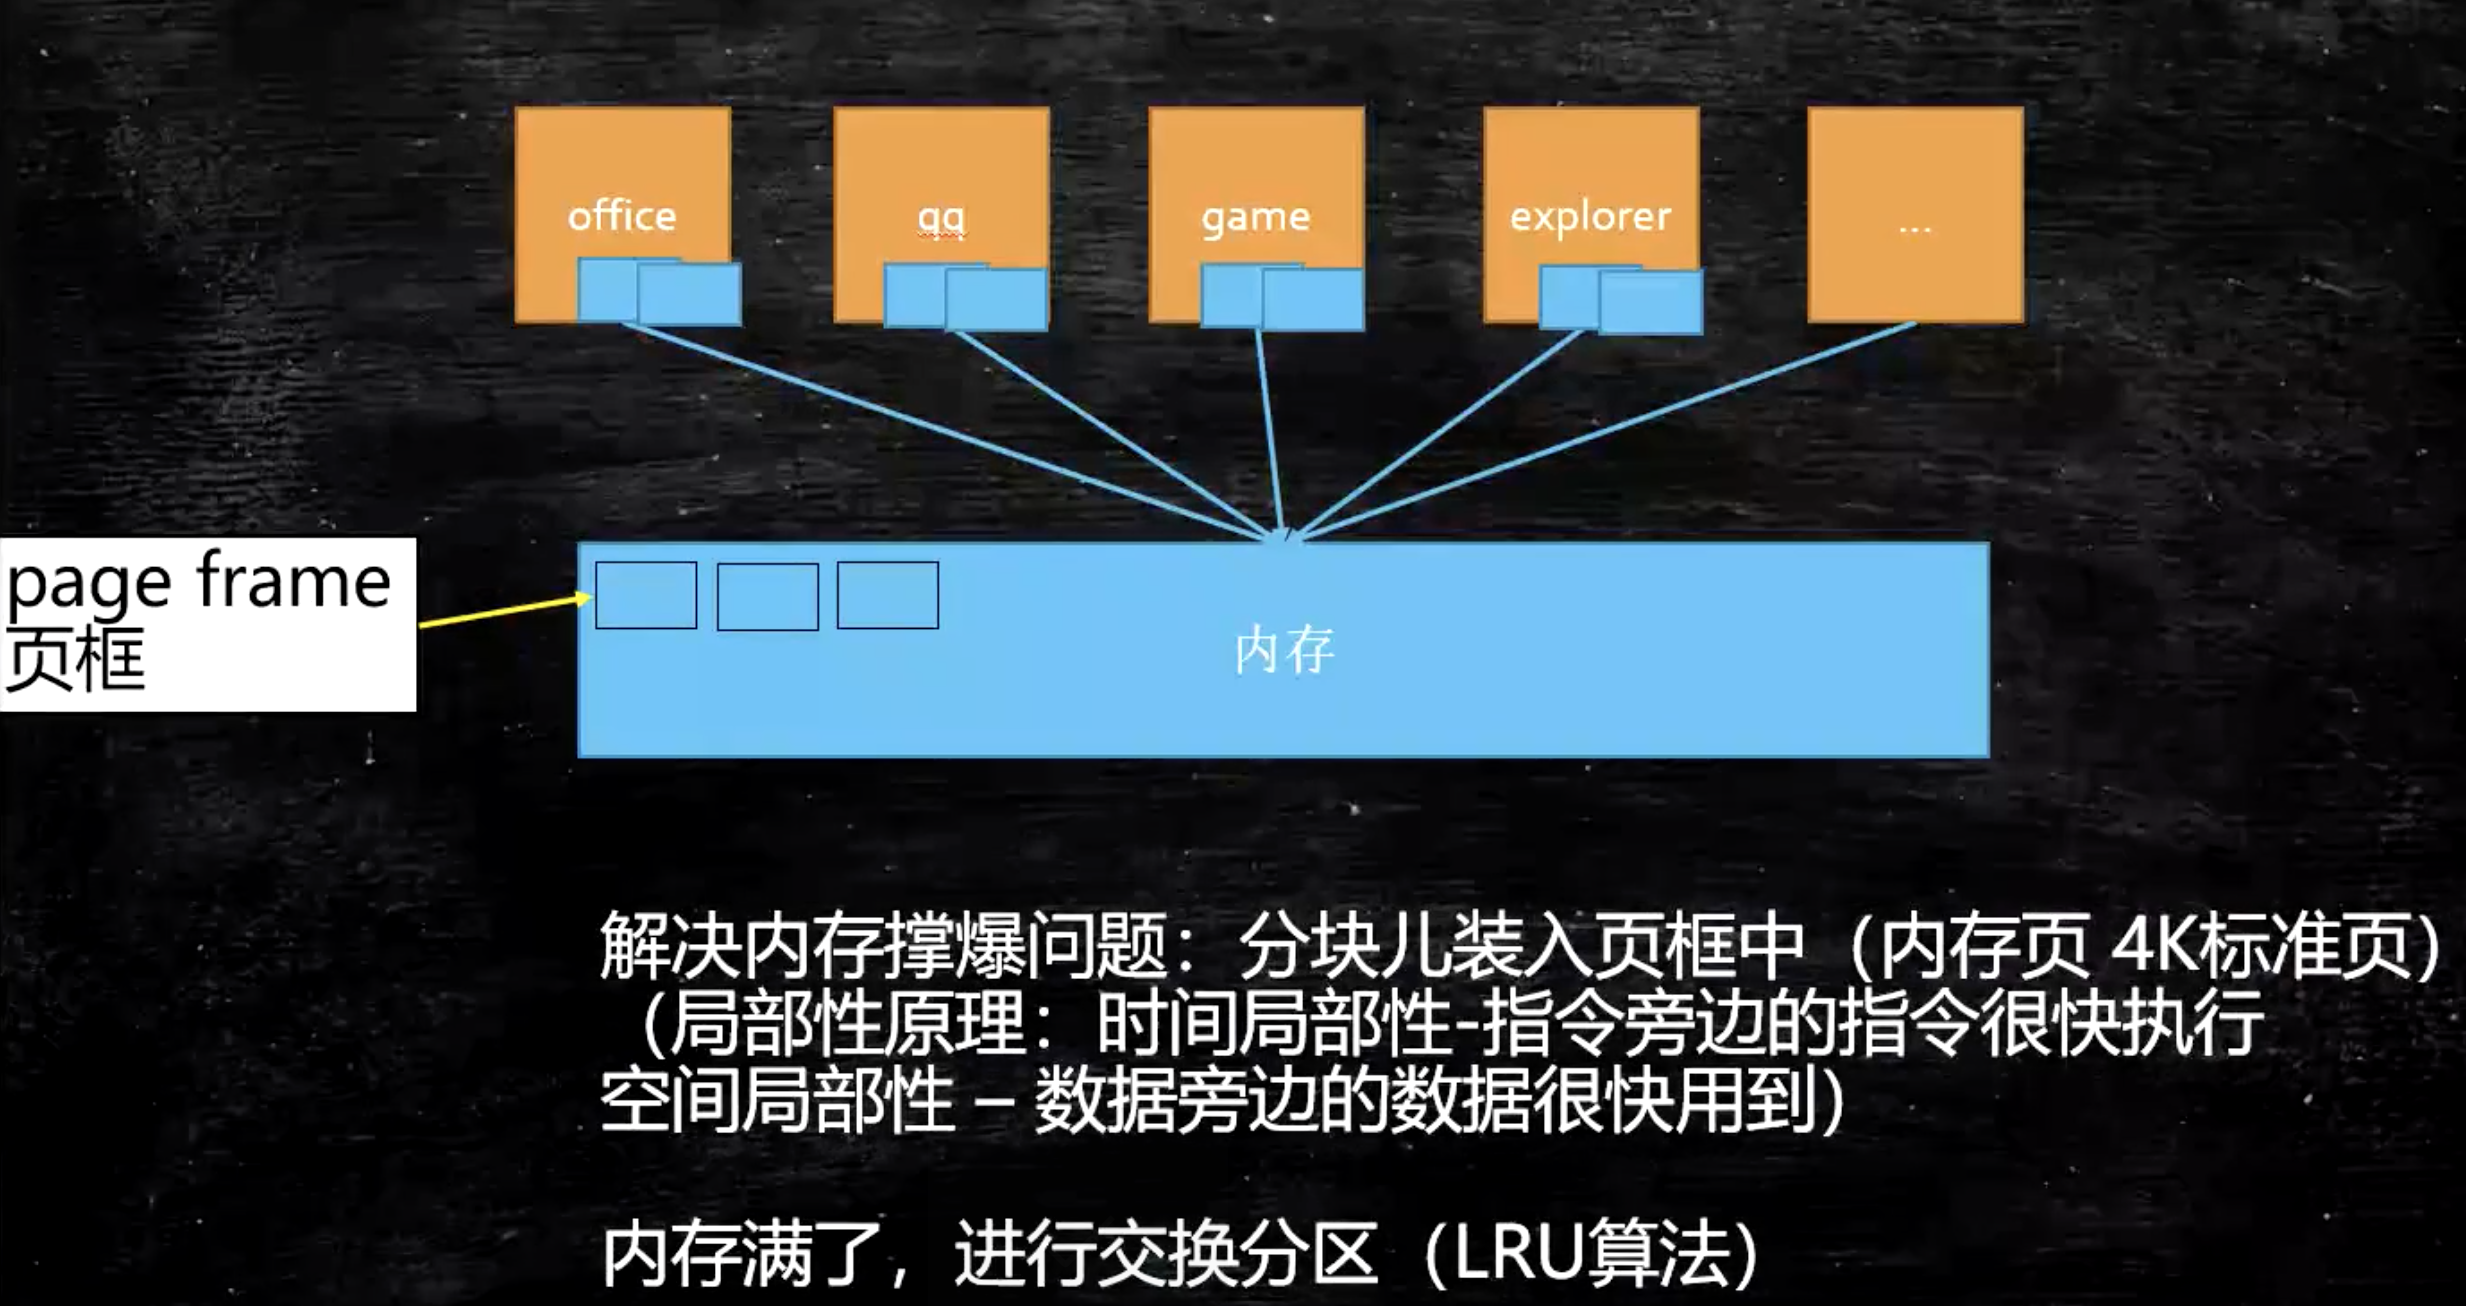 office
qq
game
explorer
...
page frame
页框
内存
解决内存撑爆问题：分块儿装入页框中（内存页 4K标准页）
（局部性原理：时间局部性-指令旁边的指令很快执行
空间局部性 – 数据旁边的数据很快用到）
内存满了，进行交换分区（LRU算法）